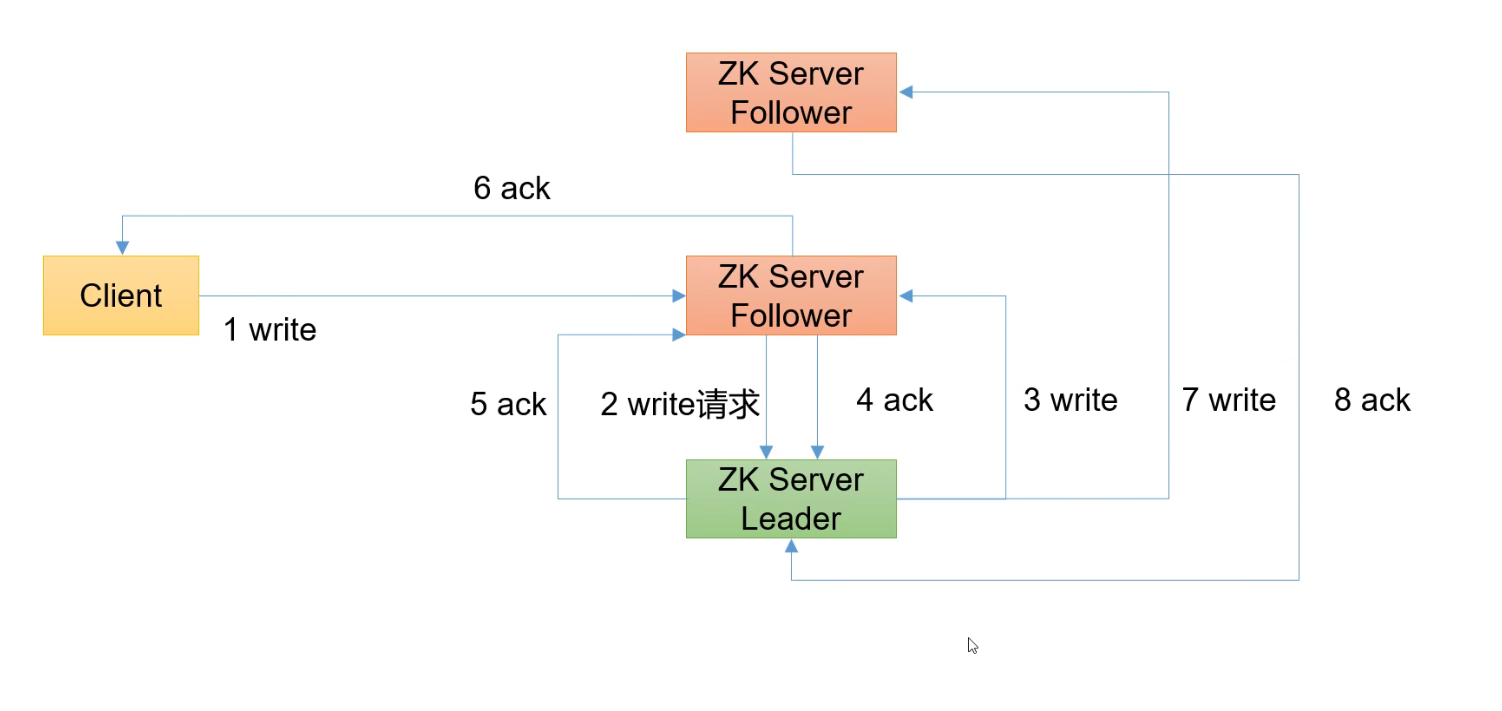 ZK Server
Follower
6 ack
Client
ZK Server
Follower
1 write
5 ack
2 write请求
4 ack
3 write
7 write
8 ack
ZK Server
Leader